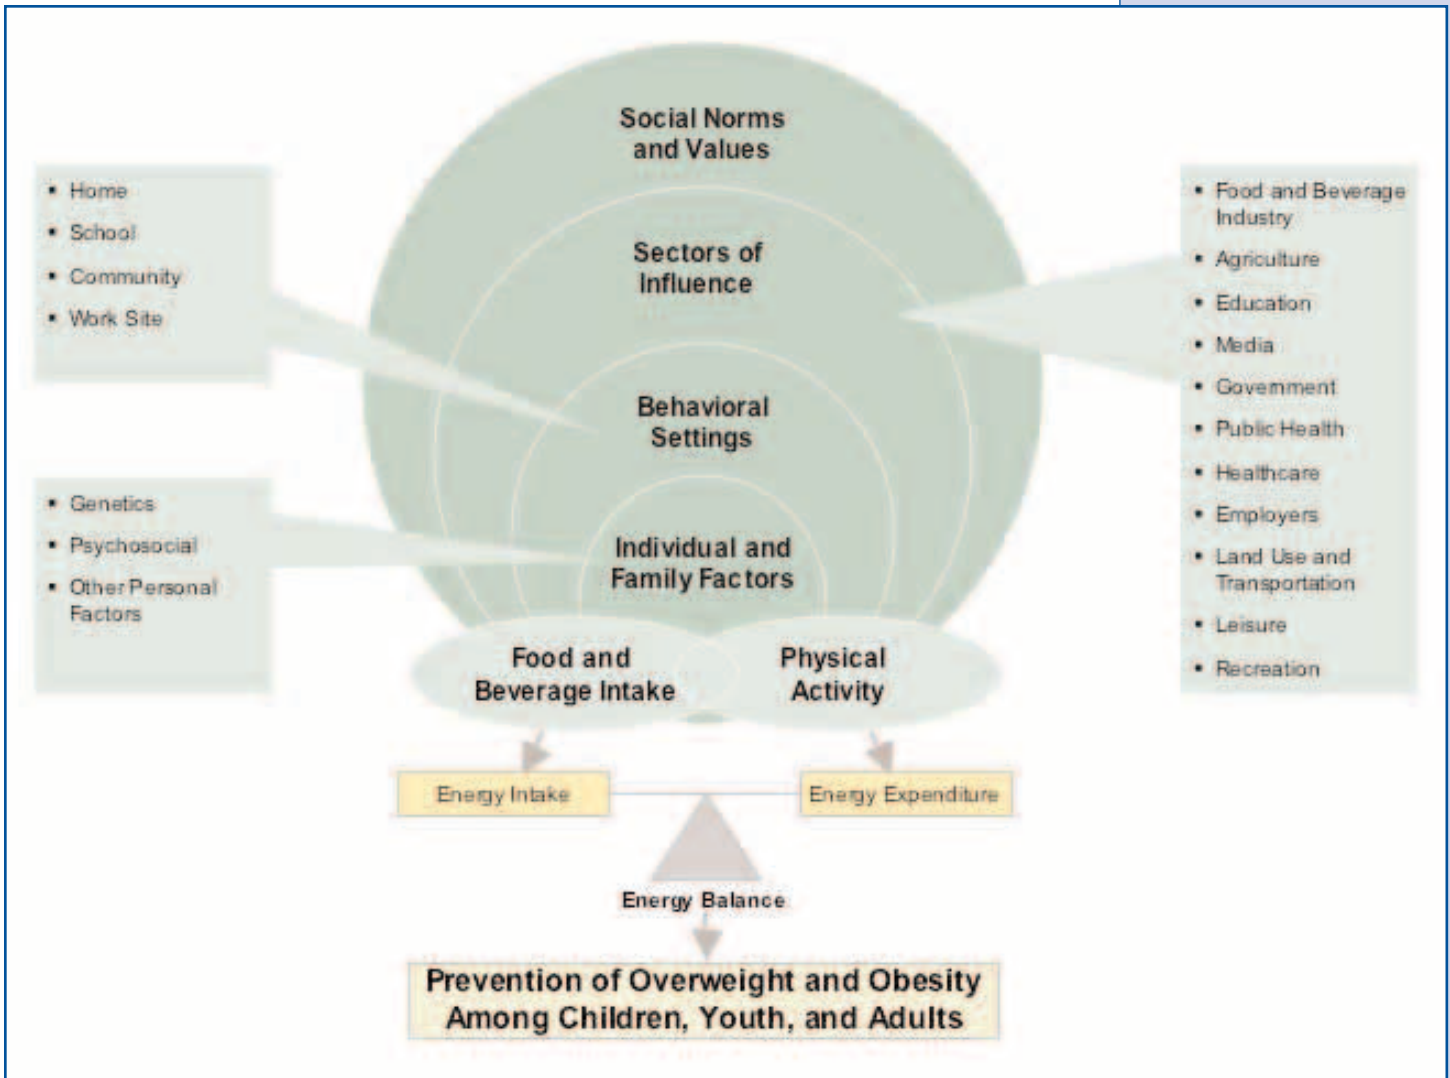 Social Norms
and Values
Sectors of
Influence
Behavioral
Settings
Individual and
Family Factors
▪ Home
▪ School
▪ Community
▪ Work Site
▪ Genetics
▪ Psychosocial
▪ Other Personal
Factors
▪ Food and Beverage
Industry
▪ Agriculture
▪ Education
▪ Media
▪ Government
▪ Public Health
▪ Healthcare
▪ Employers
▪ Land Use and
Transportation
▪ Leisure
▪ Recreation
Food and
Beverage Intake
Physical
Activity
Energy Intake
Energy Expenditure
Energy Balance
Prevention of Overweight and Obesity
Among Children, Youth, and Adults